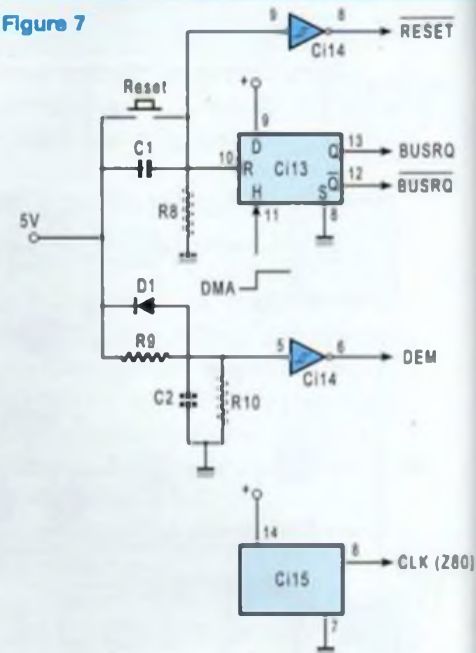 Figure 7
9 8 RESET
Ci14
Reset
+
9
C1
D
10 R Ci13 Q 13 BUSRQ
Q 12 BUSRQ
H S
R8
11 8
5V
DMA
D1
R9
5 6 DEM
Ci14
C2 R10
+
14
Ci15
8 CLK (Z80)
7